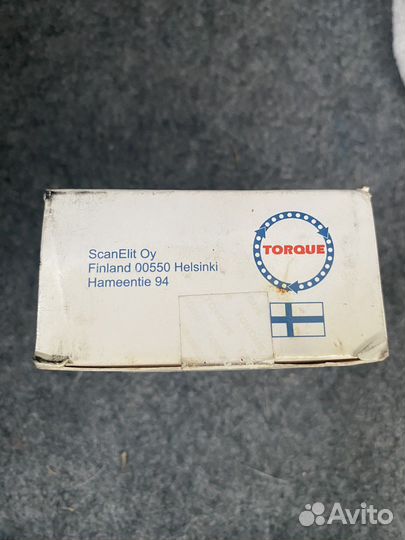 ScanElit Oy
Finland 00550 Helsinki
Hameentie 94
TORQUE
Avito